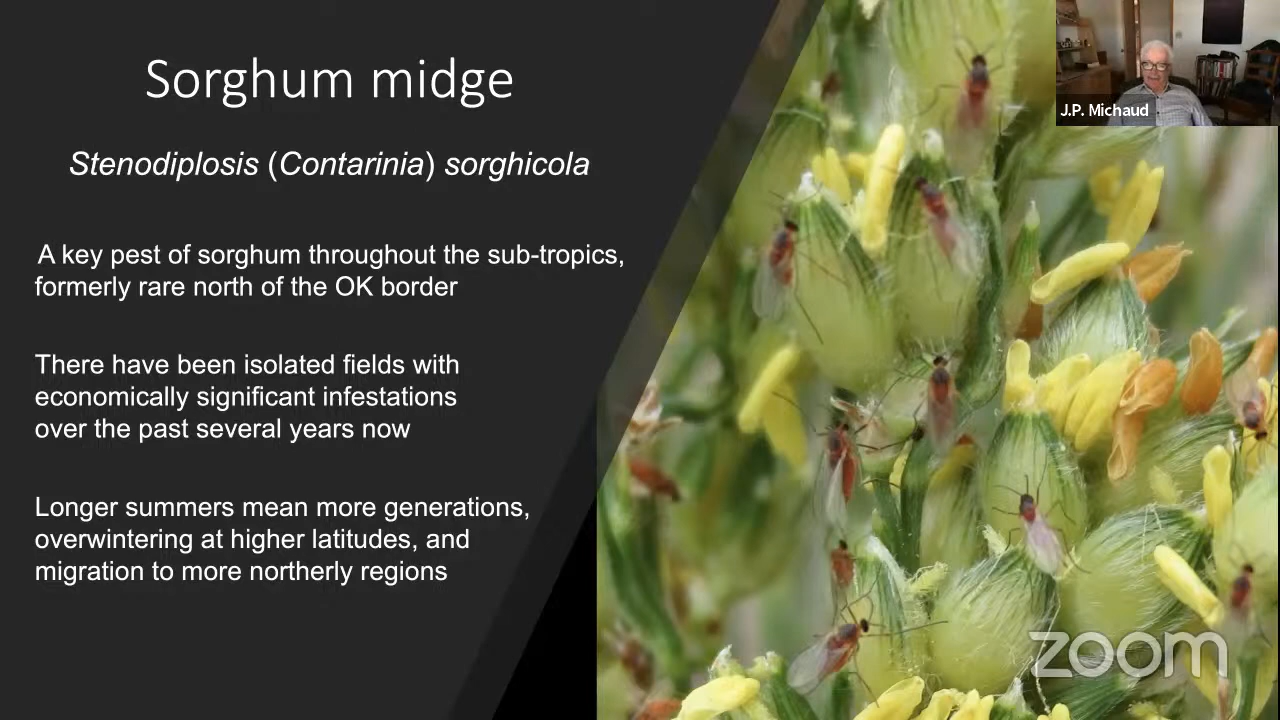 Sorghum midge
Stenodiplosis (Contarinia) sorghicola
A key pest of sorghum throughout the sub-tropics,
formerly rare north of the OK border
There have been isolated fields with
economically significant infestations
over the past several years now
Longer summers mean more generations,
overwintering at higher latitudes, and
migration to more northerly regions
J.P. Michaud
zoom